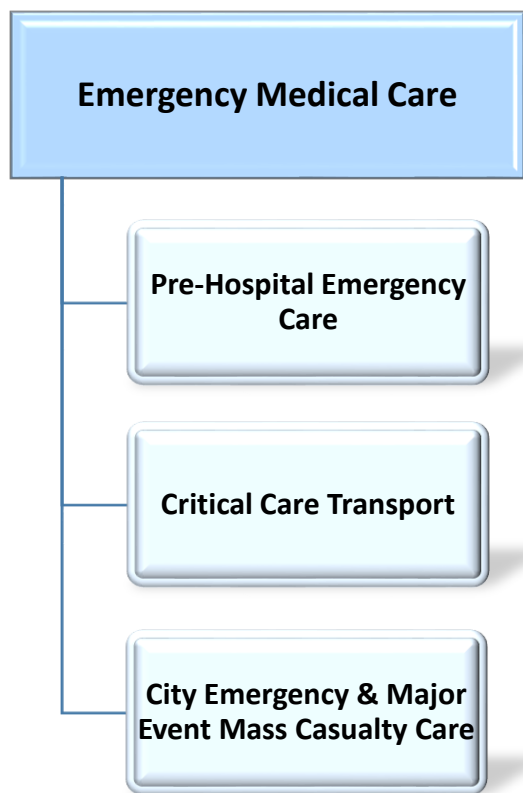 Emergency Medical Care
Pre-Hospital Emergency
Care
Critical Care Transport
City Emergency & Major
Event Mass Casualty Care